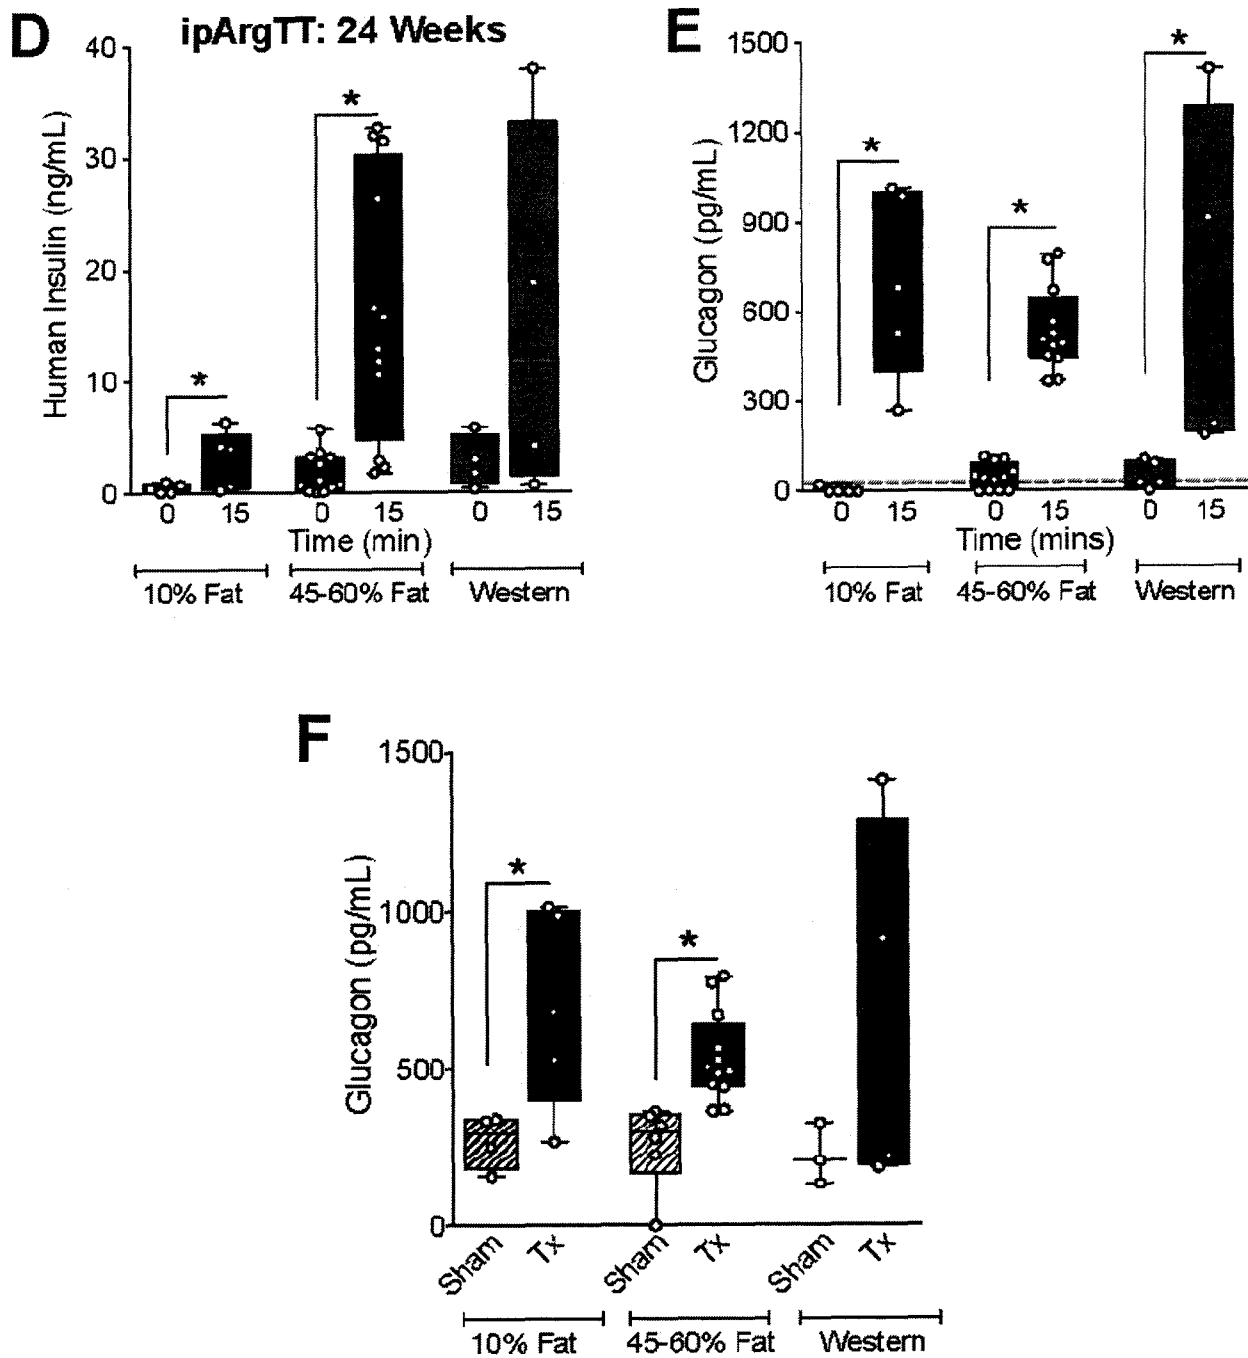 D
ipArgTT: 24 Weeks
Human Insulin (ng/mL)
40
30
20
10
0
*
*
0 15 0 15 0 15
Time (min)
10% Fat 45-60% Fat Western
E
Glucagon (pg/mL)
1500
1200
900
600
300
0
*
*
*
0 15 0 15 0 15
Time (mins)
10% Fat 45-60% Fat Western
F
Glucagon (pg/mL)
1500
1000
500
0
*
*
Sham Tx Sham Tx Sham Tx
10% Fat 45-60% Fat Western